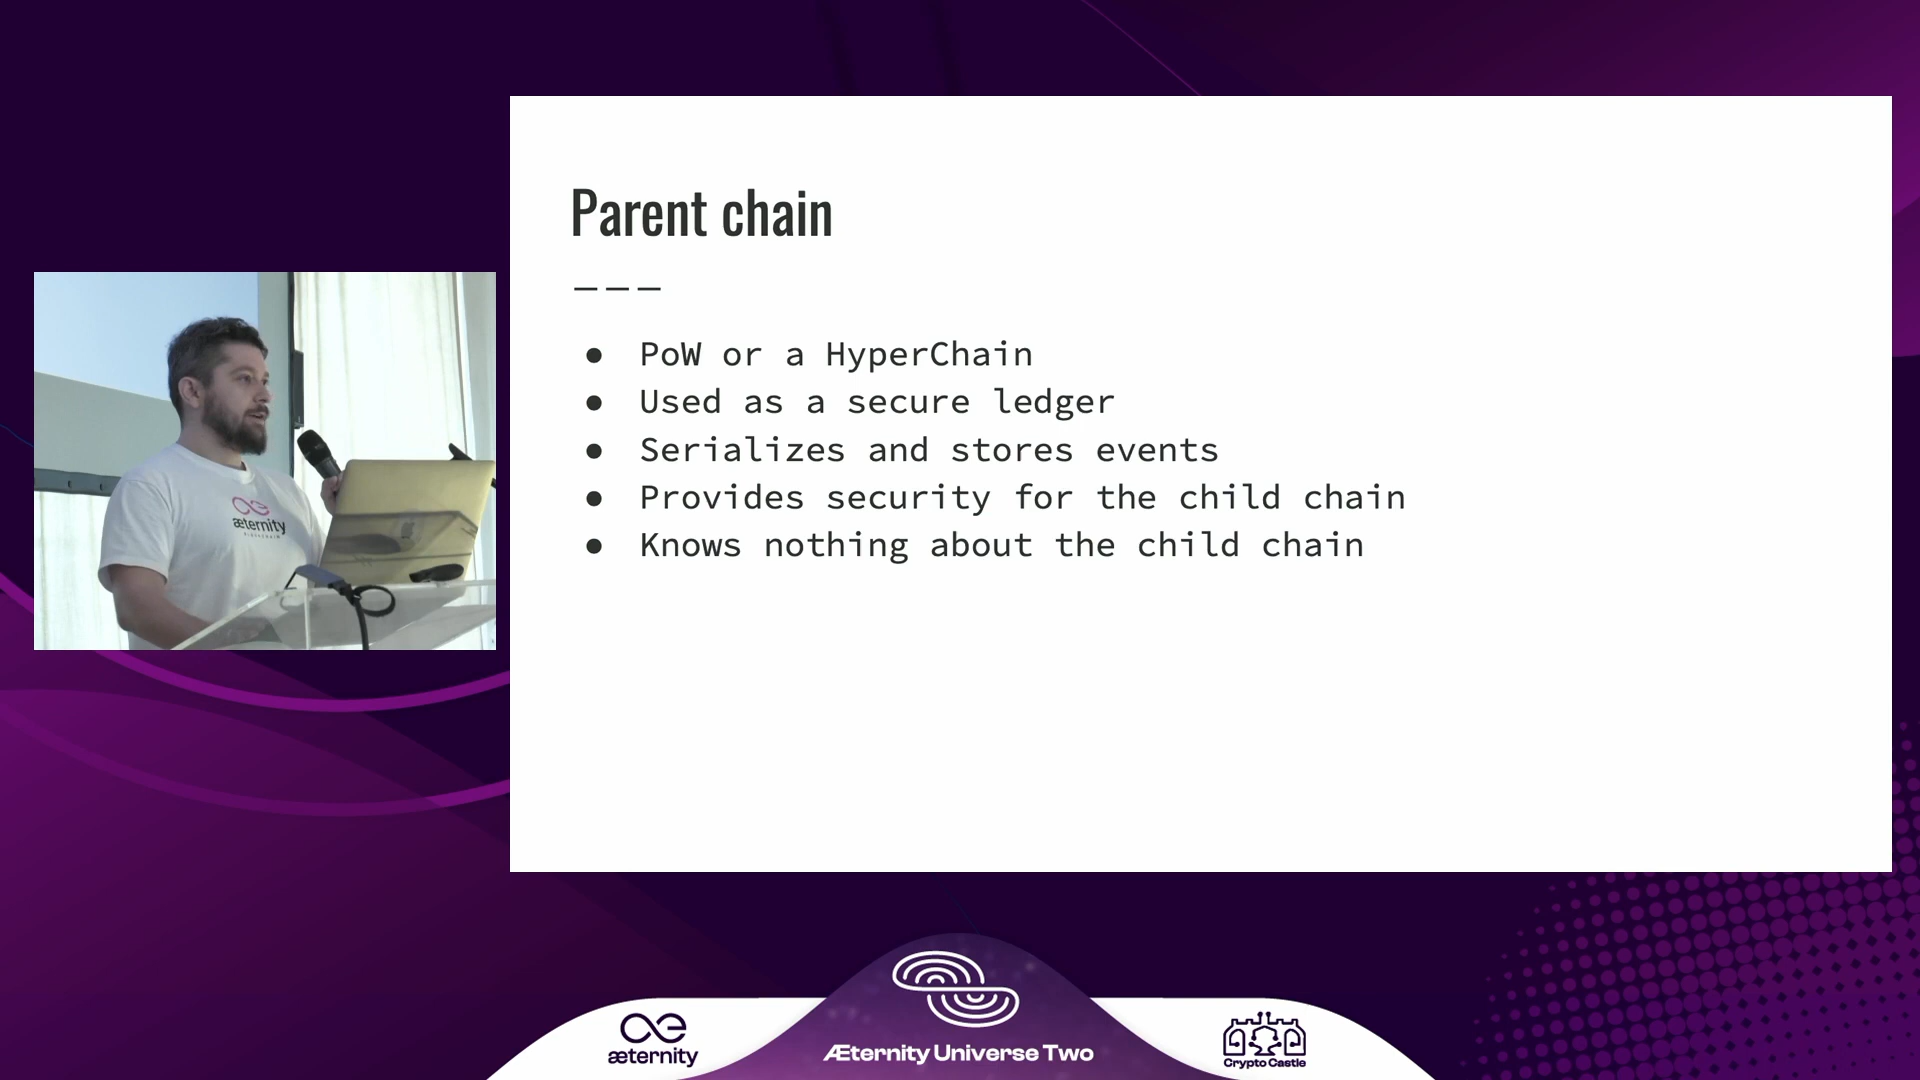 Parent chain
● PoW or a HyperChain
● Used as a secure ledger
● Serializes and stores events
● Provides security for the child chain
● Knows nothing about the child chain
æternity
æternity
Æternity Universe Two
Crypto Castle